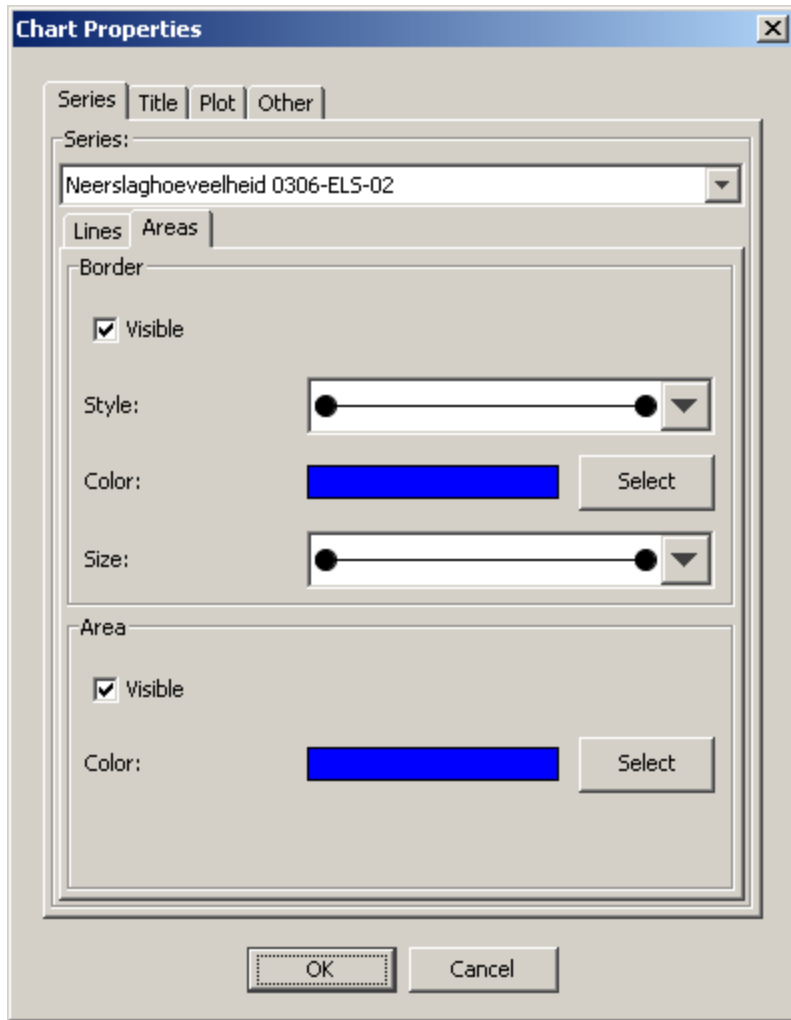 Chart Properties
Series Title Plot Other
Series:
Neerslaghoeveelheid 0306-ELS-02
Lines Areas
Border
Visible
Style:
Color: Select
Size:
Area
Visible
Color: Select
OK Cancel